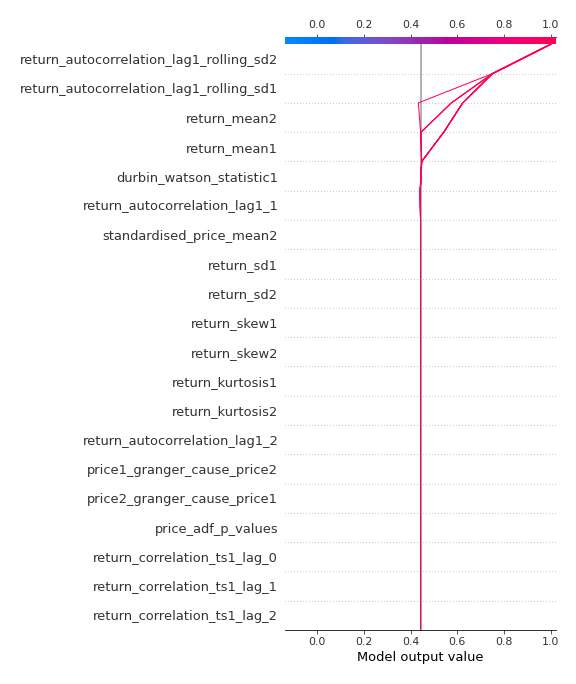 0.0 0.2 0.4 0.6 0.8 1.0
return_autocorrelation_lag1_rolling_sd2
return_autocorrelation_lag1_rolling_sd1
return_mean2
return_mean1
durbin_watson_statistic1
return_autocorrelation_lag1_1
standardised_price_mean2
return_sd1
return_sd2
return_skew1
return_skew2
return_kurtosis1
return_kurtosis2
return_autocorrelation_lag1_2
price1_granger_cause_price2
price2_granger_cause_price1
price_adf_p_values
return_correlation_ts1_lag_0
return_correlation_ts1_lag_1
return_correlation_ts1_lag_2
0.0 0.2 0.4 0.6 0.8 1.0
Model output value